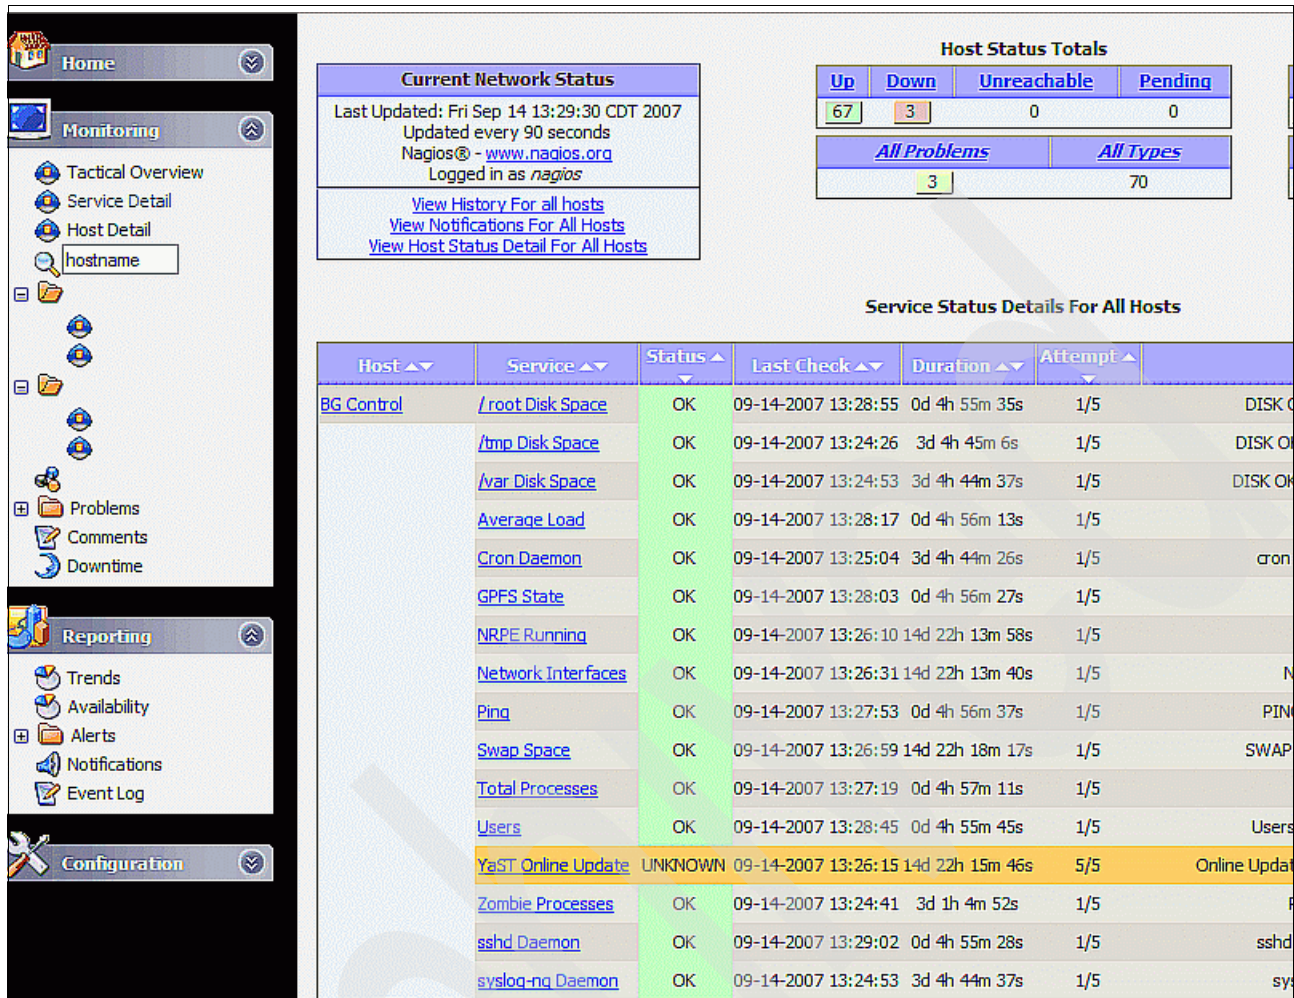 Home
Monitoring
Tactical Overview
Service Detail
Host Detail
hostname
Problems
Comments
Downtime
Reporting
Trends
Availability
Alerts
Notifications
Event Log
Configuration
Current Network Status
Last Updated: Fri Sep 14 13:29:30 CDT 2007
Updated every 90 seconds
Nagios® - www.nagios.org
Logged in as nagios
View History For all hosts
View Notifications For All Hosts
View Host Status Detail For All Hosts
Host Status Totals
Up Down Unreachable Pending
67 3 0 0
All Problems All Types
3 70
Service Status Details For All Hosts
Host Service Status Last Check Duration Attempt
BG Control / root Disk Space OK 09-14-2007 13:28:55 0d 4h 55m 35s 1/5 DISK
/tmp Disk Space OK 09-14-2007 13:24:26 3d 4h 45m 6s 1/5 DISK OK
/var Disk Space OK 09-14-2007 13:24:53 3d 4h 44m 37s 1/5 DISK OK
Average Load OK 09-14-2007 13:28:17 0d 4h 56m 13s 1/5
Cron Daemon OK 09-14-2007 13:25:04 3d 4h 44m 26s 1/5 cron
GPFS State OK 09-14-2007 13:28:03 0d 4h 56m 27s 1/5
NRPE Running OK 09-14-2007 13:26:10 14d 22h 13m 58s 1/5
Network Interfaces OK 09-14-2007 13:26:31 14d 22h 13m 40s 1/5
Ping OK 09-14-2007 13:27:53 0d 4h 56m 37s 1/5 PING
Swap Space OK 09-14-2007 13:26:59 14d 22h 18m 17s 1/5 SWAP
Total Processes OK 09-14-2007 13:27:19 0d 4h 57m 11s 1/5
Users OK 09-14-2007 13:28:45 0d 4h 55m 45s 1/5 Users
YaST Online Update UNKNOWN 09-14-2007 13:26:15 14d 22h 15m 46s 5/5 Online Updat
Zombie Processes OK 09-14-2007 13:24:41 3d 1h 4m 52s 1/5
sshd Daemon OK 09-14-2007 13:29:02 0d 4h 55m 28s 1/5 sshd
syslog-ng Daemon OK 09-14-2007 13:24:53 3d 4h 44m 37s 1/5 sys